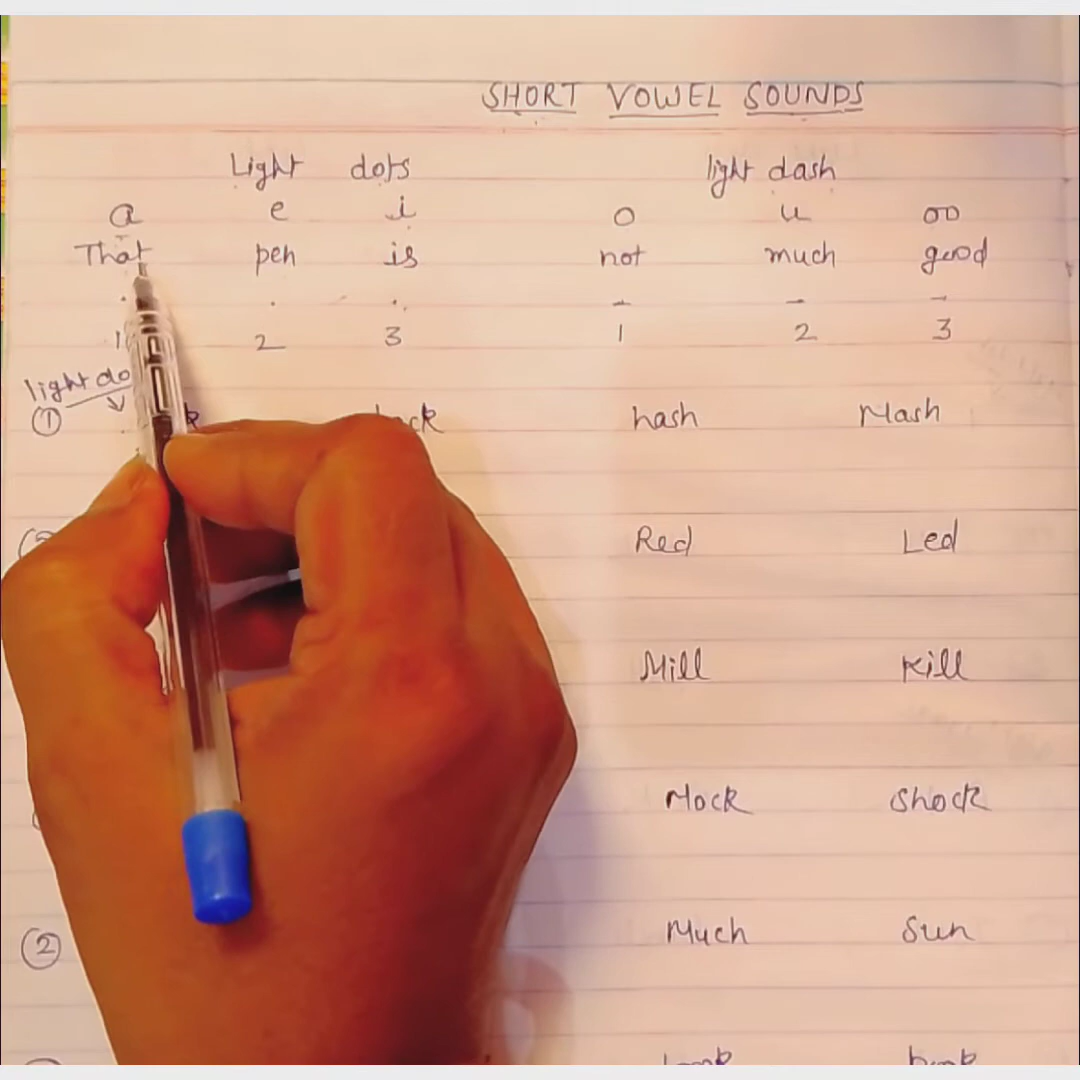 SHORT VOWEL SOUNDS
Light dots light dash
a e i o u oo
That pen is not much good
. . . - - -
1 2 3 1 2 3
light do
① hash Mash
Red Led
Mill Kill
Mock Shock
② Much Sun